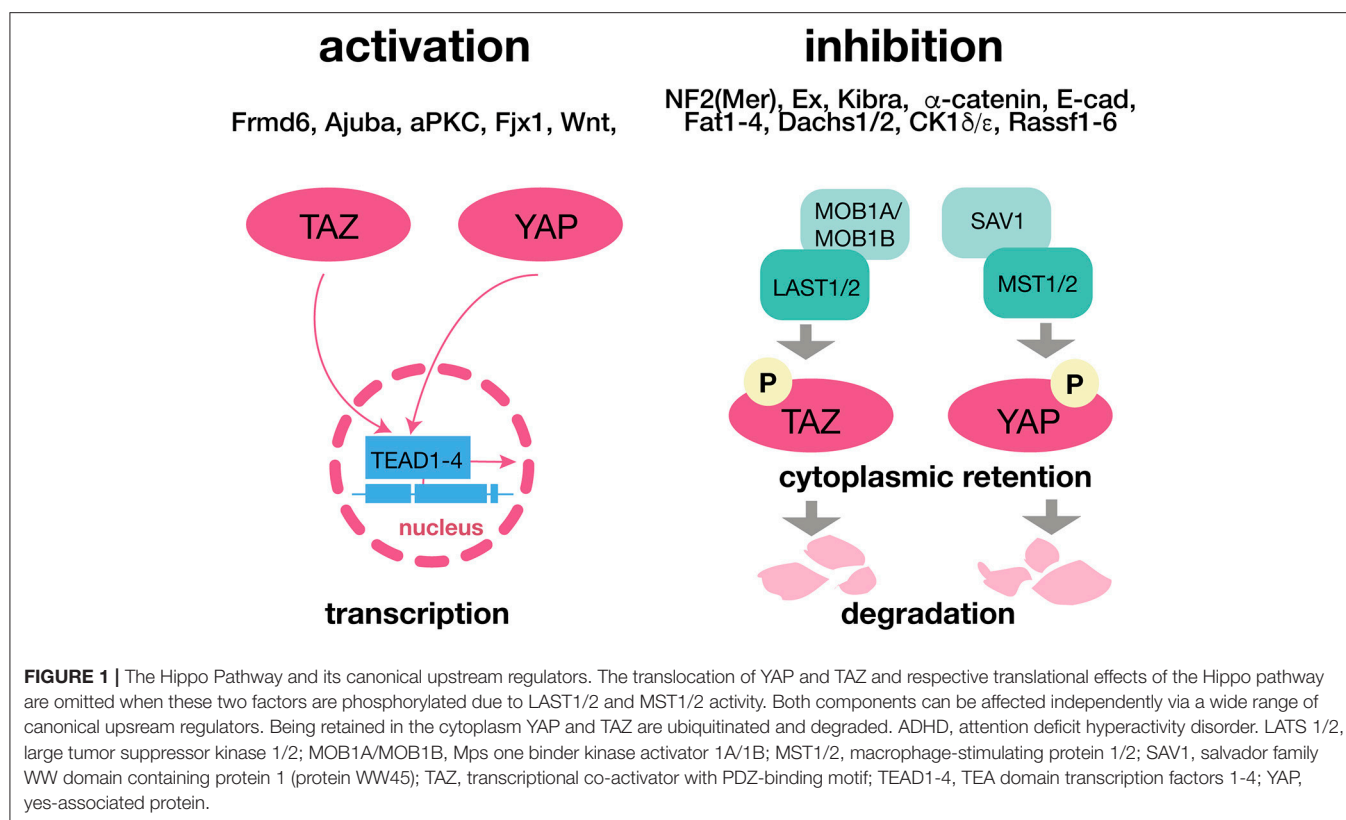 activation
Frmd6, Ajuba, aPKC, Fjx1, Wnt,
TAZ
YAP
TEAD1-4
nucleus
transcription
inhibition
NF2(Mer), Ex, Kibra, α-catenin, E-cad,
Fat1-4, Dachs1/2, CK1δ/ε, Rassf1-6
MOB1A/
MOB1B
LAST1/2
SAV1
MST1/2
P
TAZ
P
YAP
cytoplasmic retention
degradation
FIGURE 1 | The Hippo Pathway and its canonical upstream regulators. The translocation of YAP and TAZ and respective translational effects of the Hippo pathway
are omitted when these two factors are phosphorylated due to LAST1/2 and MST1/2 activity. Both components can be affected independently via a wide range of
canonical upsream regulators. Being retained in the cytoplasm YAP and TAZ are ubiquitinated and degraded. ADHD, attention deficit hyperactivity disorder. LATS 1/2,
large tumor suppressor kinase 1/2; MOB1A/MOB1B, Mps one binder kinase activator 1A/1B; MST1/2, macrophage-stimulating protein 1/2; SAV1, salvador family
WW domain containing protein 1 (protein WW45); TAZ, transcriptional co-activator with PDZ-binding motif; TEAD1-4, TEA domain transcription factors 1-4; YAP,
yes-associated protein.